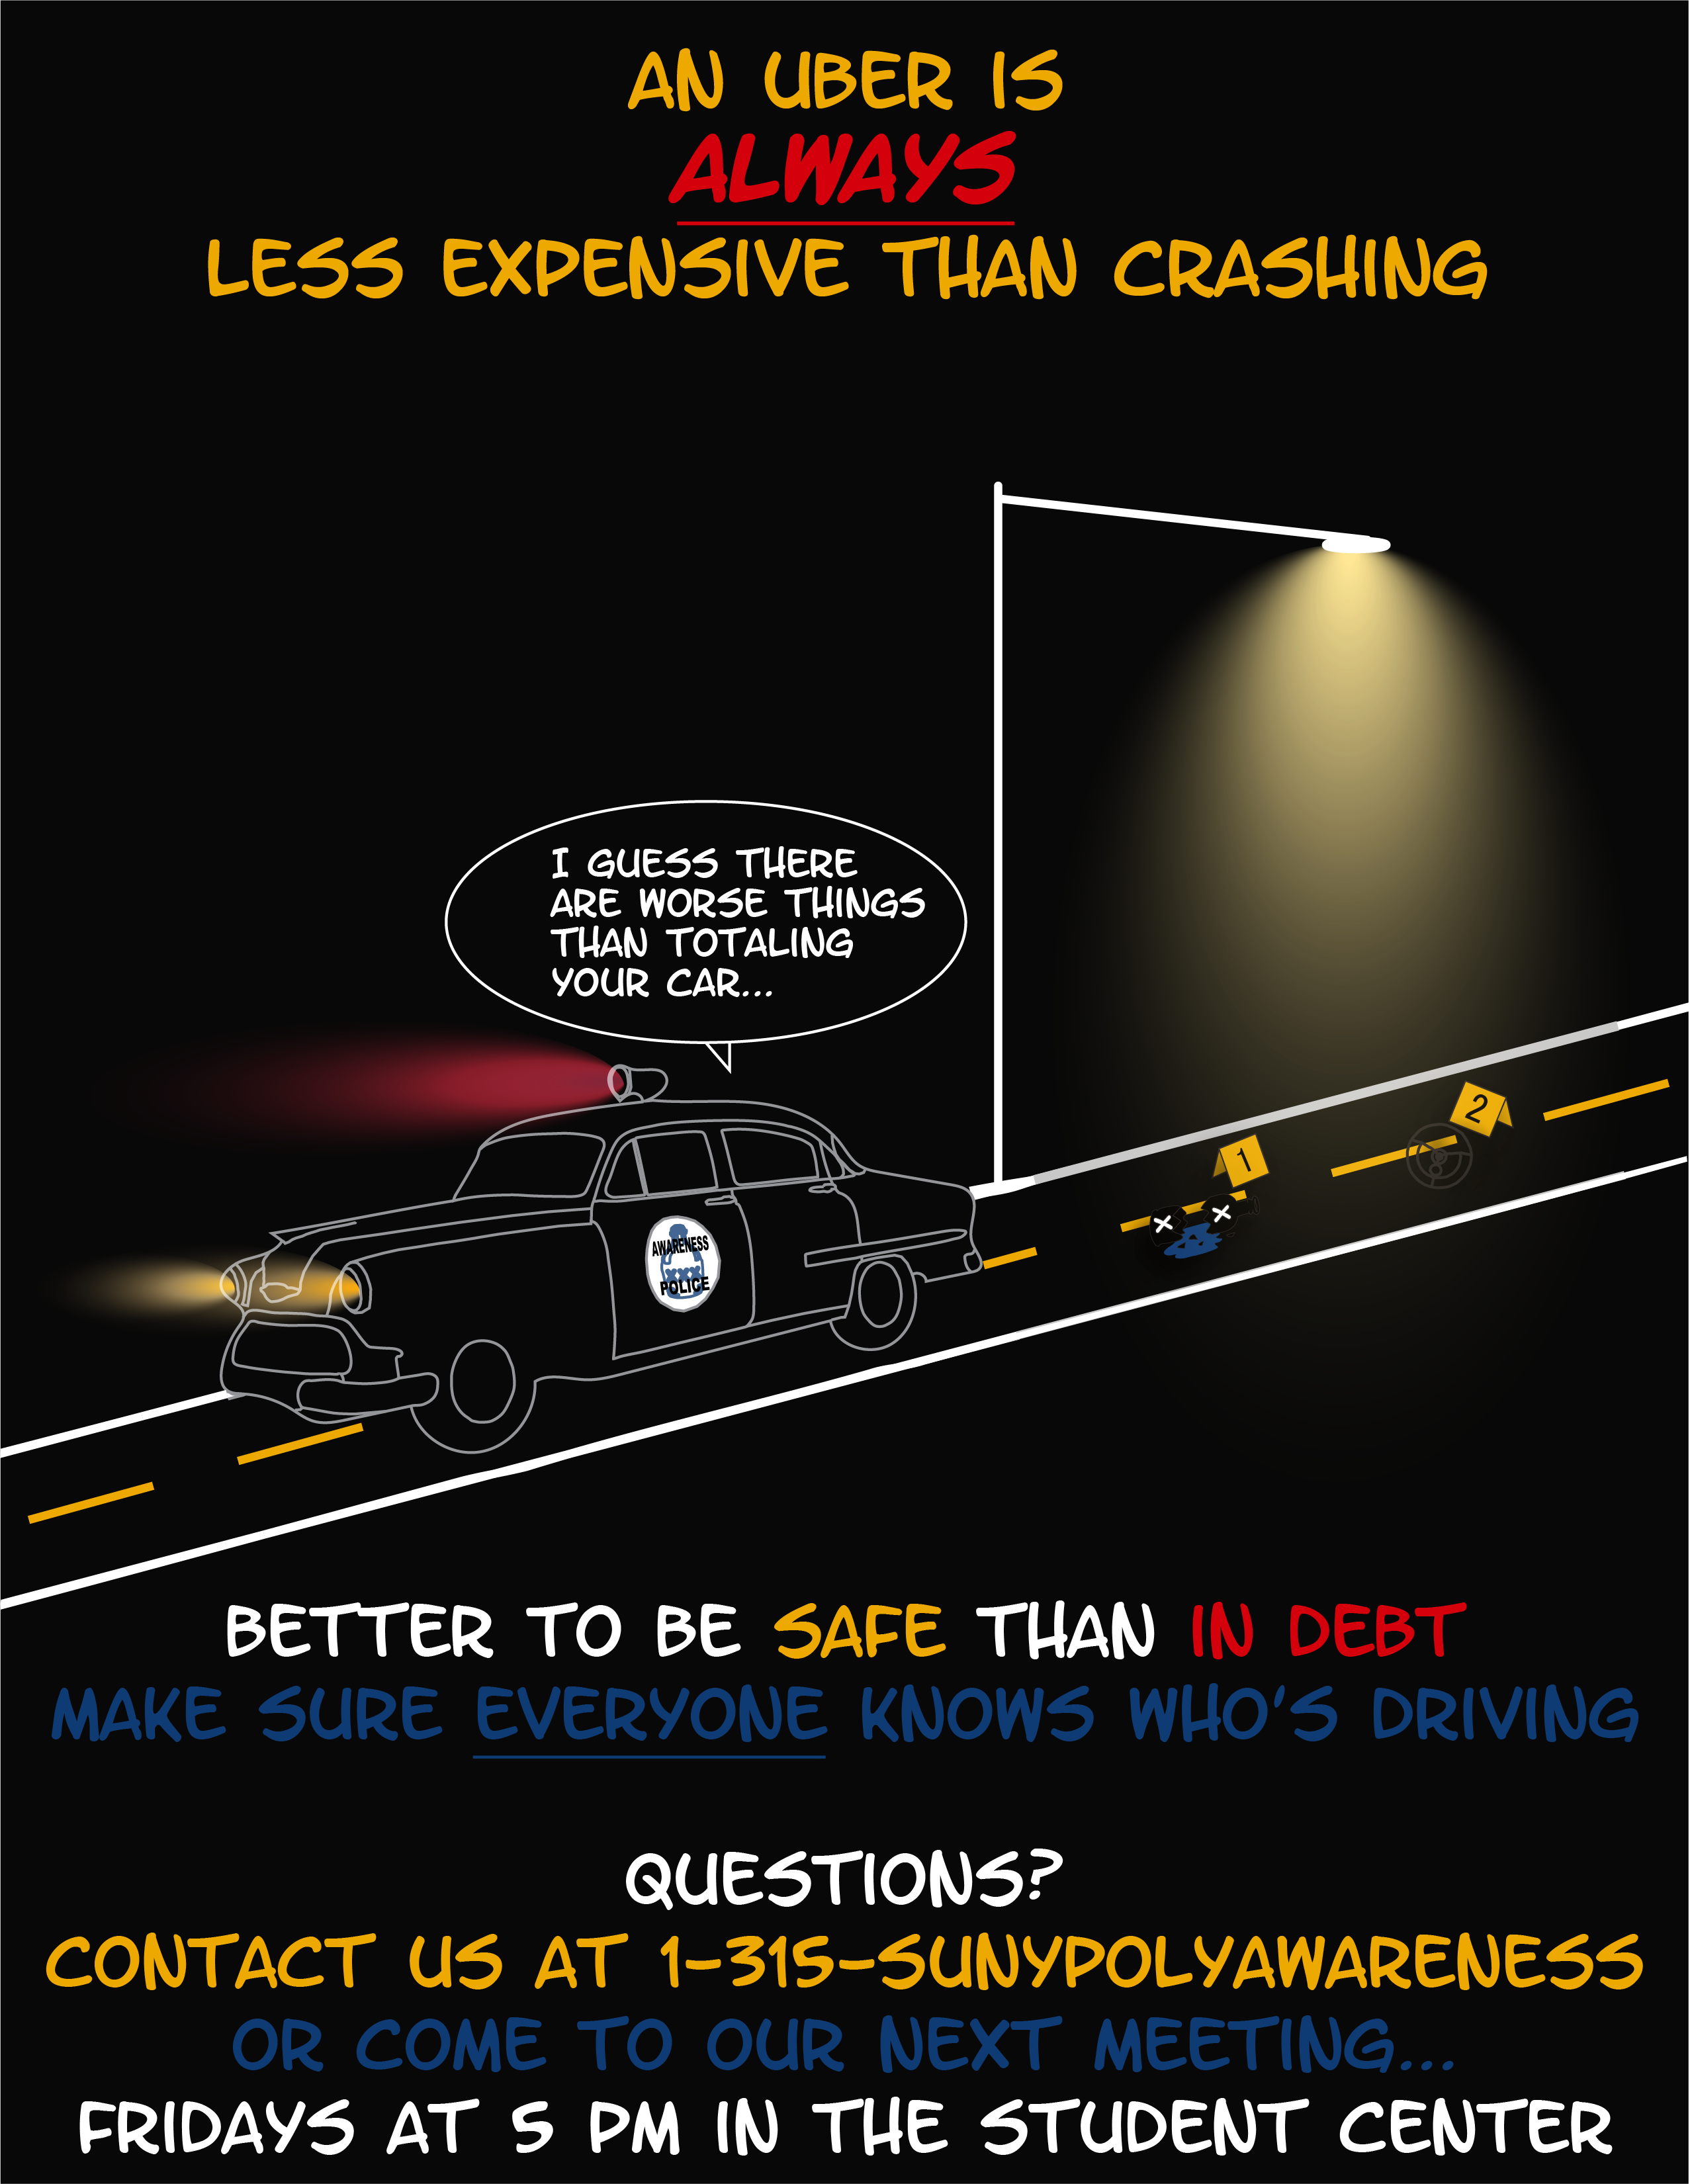 AN UBER IS
ALWAYS
LESS EXPENSIVE THAN CRASHING
I GUESS THERE
ARE WORSE THINGS
THAN TOTALING
YOUR CAR...
2
1
AWARENESS
XXX
POLICE
BETTER TO BE SAFE THAN IN DEBT
MAKE SURE EVERYONE KNOWS WHO'S DRIVING
QUESTIONS?
CONTACT US AT 1-315-SUNYPOLYAWARENESS
OR COME TO OUR NEXT MEETING...
FRIDAYS AT 5 PM IN THE STUDENT CENTER